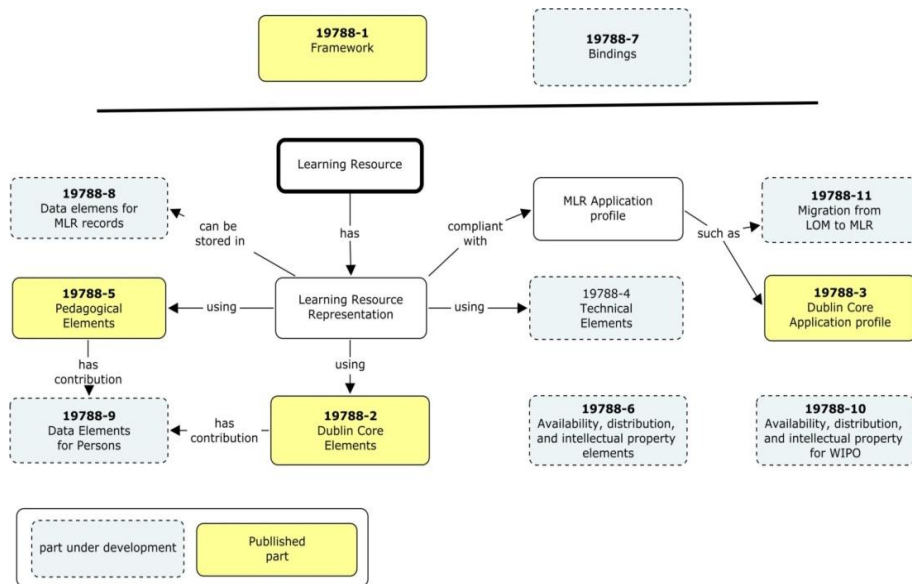 19788-1
Framework
19788-7
Bindings
Learning Resource
19788-8
Data elemens for
MLR records
MLR Application
profile
19788-11
Migration from
LOM to MLR
can be
stored in
has
compliant
with
such as
19788-5
Pedagogical
Elements
using
Learning Resource
Representation
using
19788-4
Technical
Elements
19788-3
Dublin Core
Application profile
has
contribution
using
19788-9
Data Elements
for Persons
has
contribution
19788-2
Dublin Core
Elements
19788-6
Availability, distribution,
and intellectual property
elements
19788-10
Availability, distribution,
and intellectual property
for WIPO
part under development
Publlished
part